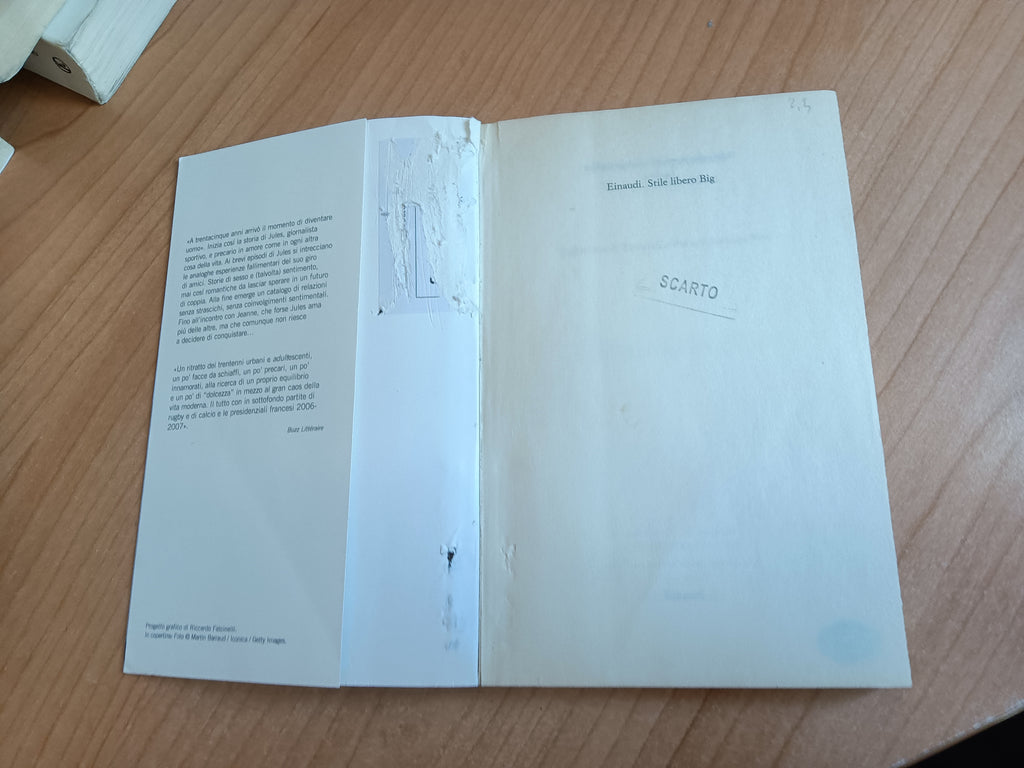 «A trentacinque anni arrivò il momento di diventare
uomo». Inizia così la storia di Jules, giornalista
sportivo, e precario in amore come in ogni altra
cosa della vita. Ai brevi episodi di Jules si intrecciano
le analoghe esperienze fallimentari del suo giro
di amici. Storie di sesso e (talvolta) sentimento,
mai così romantiche da lasciar sperare in un futuro
di coppia. Alla fine emerge un catalogo di relazioni
senza strascichi, senza coinvolgimenti sentimentali.
Fino all'incontro con Jeanne, che forse Jules ama
più delle altre, ma che comunque non riesce
a decidere di conquistare…
«Un ritratto dei trentenni urbani e adultescenti,
un po' facce da schiaffi, un po' precari, un po'
innamorati, alla ricerca di un proprio equilibrio
e un po' di "dolcezza" in mezzo al gran caos della
vita moderna. Il tutto con in sottofondo partite di
rugby e di calcio e le presidenziali francesi 2006-
2007».
Buzz Littéraire
Progetto grafico di Riccardo Falcinelli.
In copertina: Foto © Martin Barraud / Iconica / Getty Images.
Einaudi. Stile libero Big
SCARTO